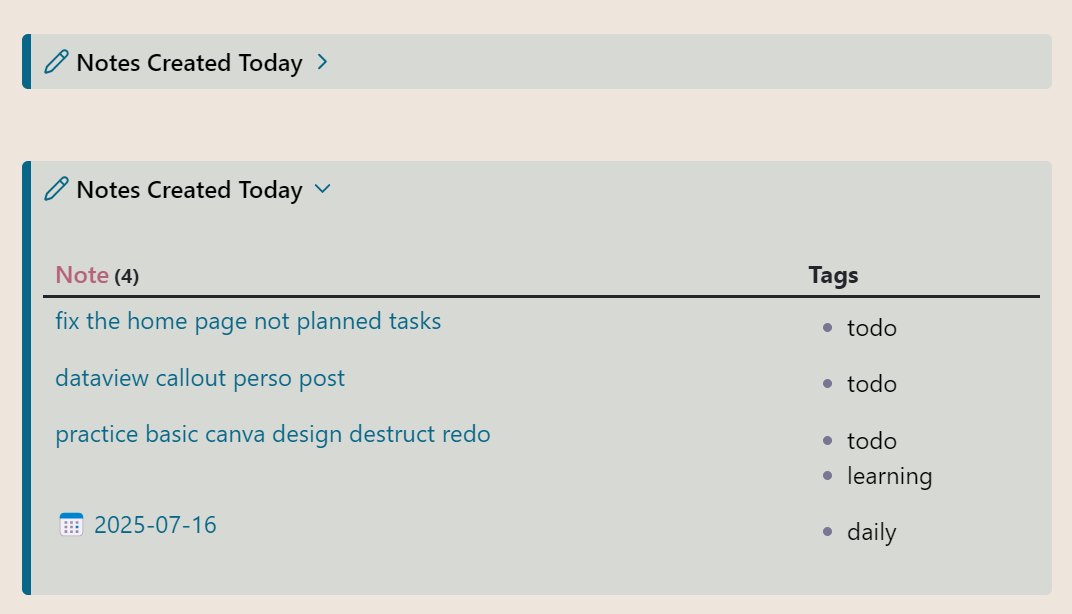 Notes Created Today
Notes Created Today
Note (4) Tags
fix the home page not planned tasks todo
dataview callout perso post todo
practice basic canva design destruct redo todo
learning
2025-07-16 daily